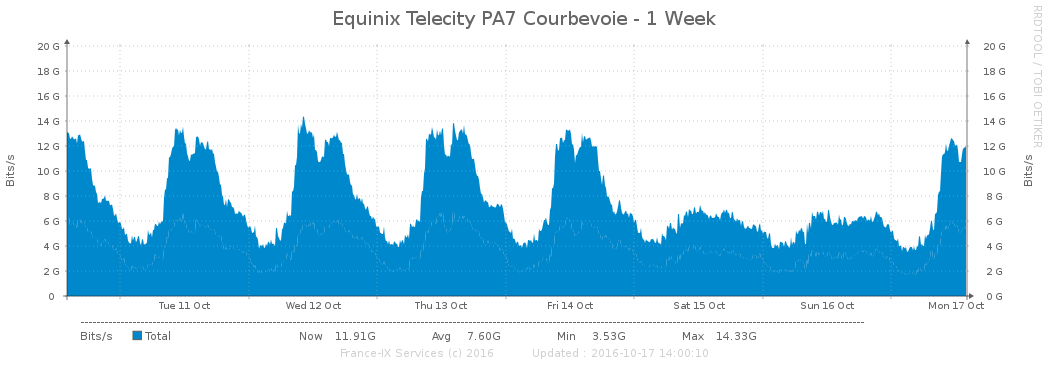 Equinix Telecity PA7 Courbevoie - 1 Week
RRDTOOL / TOBI OETIKER
Bits/s
20 G
18 G
16 G
14 G
12 G
10 G
8 G
6 G
4 G
2 G
0
20 G
18 G
16 G
14 G
12 G
10 G
8 G
6 G
4 G
2 G
0 G
Bits/s
Tue 11 Oct Wed 12 Oct Thu 13 Oct Fri 14 Oct Sat 15 Oct Sun 16 Oct Mon 17 Oct
Bits/s Total Now 11.91G Avg 7.60G Min 3.53G Max 14.33G
France-IX Services (c) 2016 Updated : 2016-10-17 14:00:10